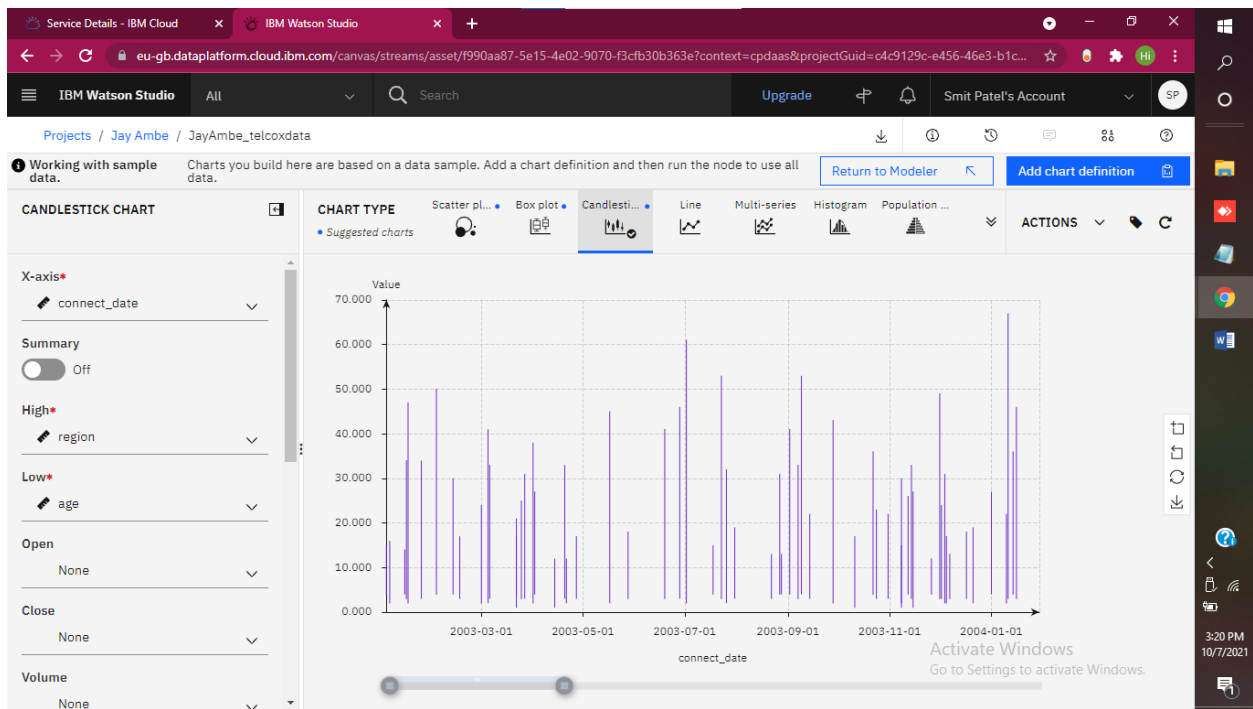 Service Details - IBM Cloud
IBM Watson Studio
eu-gb.dataplatform.cloud.ibm.com/canvas/streams/asset/f990aa87-5e15-4e02-9070-f3cfb30b363e?context=cpdaas&projectGuid=c4c9129c-e456-46e3-b1c...
Hi
IBM Watson Studio
All
Search
Upgrade
Smit Patel's Account
SP
Projects / Jay Ambe / JayAmbe_telcoxdata
Working with sample data.
Charts you build here are based on a data sample. Add a chart definition and then run the node to use all
data.
Return to Modeler
Add chart definition
CANDLESTICK CHART
CHART TYPE
Suggested charts
Scatter pl...
Box plot
Candlesti...
Line
Multi-series
Histogram
Population ...
ACTIONS
X-axis*
connect_date
Summary
Off
High*
region
Low*
age
Open
None
Close
None
Volume
None
Value
70.000
60.000
50.000
40.000
30.000
20.000
10.000
0.000
2003-03-01
2003-05-01
2003-07-01
2003-09-01
2003-11-01
2004-01-01
connect_date
Activate Windows
Go to Settings to activate Windows.
3:20 PM
10/7/2021
1